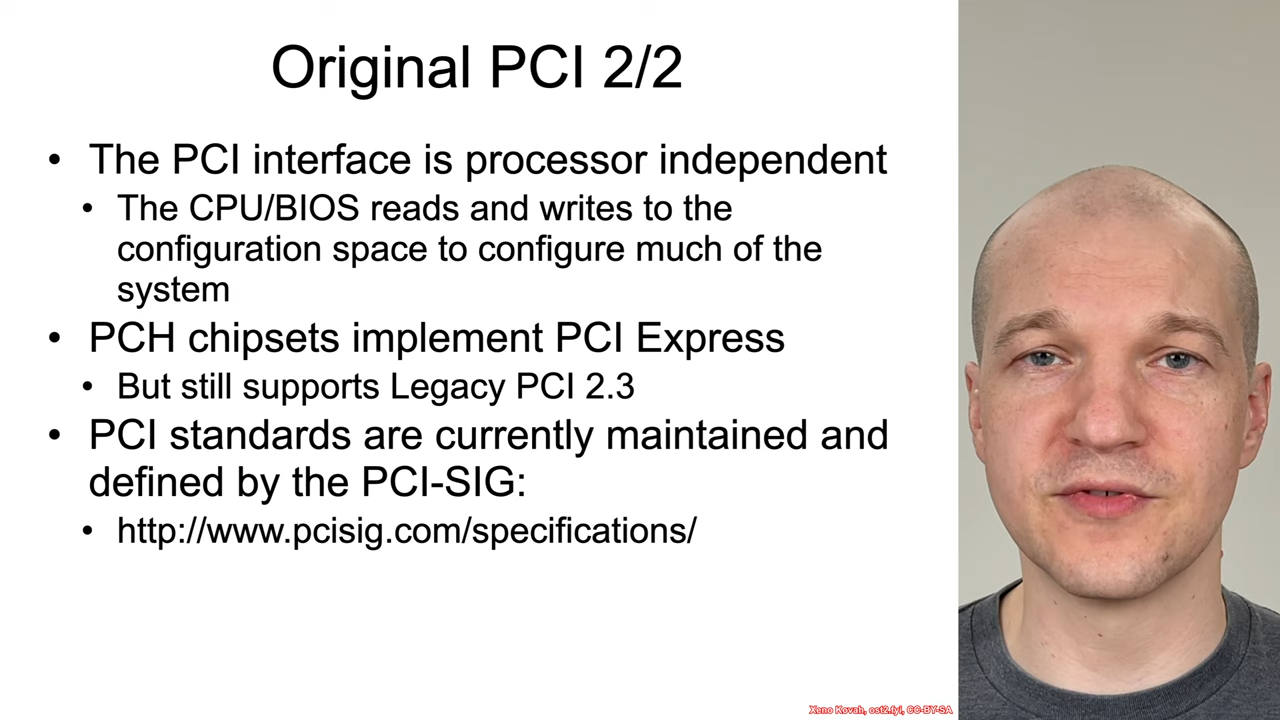 Original PCI 2/2
• The PCI interface is processor independent
• The CPU/BIOS reads and writes to the
configuration space to configure much of the
system
• PCH chipsets implement PCI Express
• But still supports Legacy PCI 2.3
• PCI standards are currently maintained and
defined by the PCI-SIG:
• http://www.pcisig.com/specifications/
Xeno Kovah, ost2.fyi, CC-BY-SA